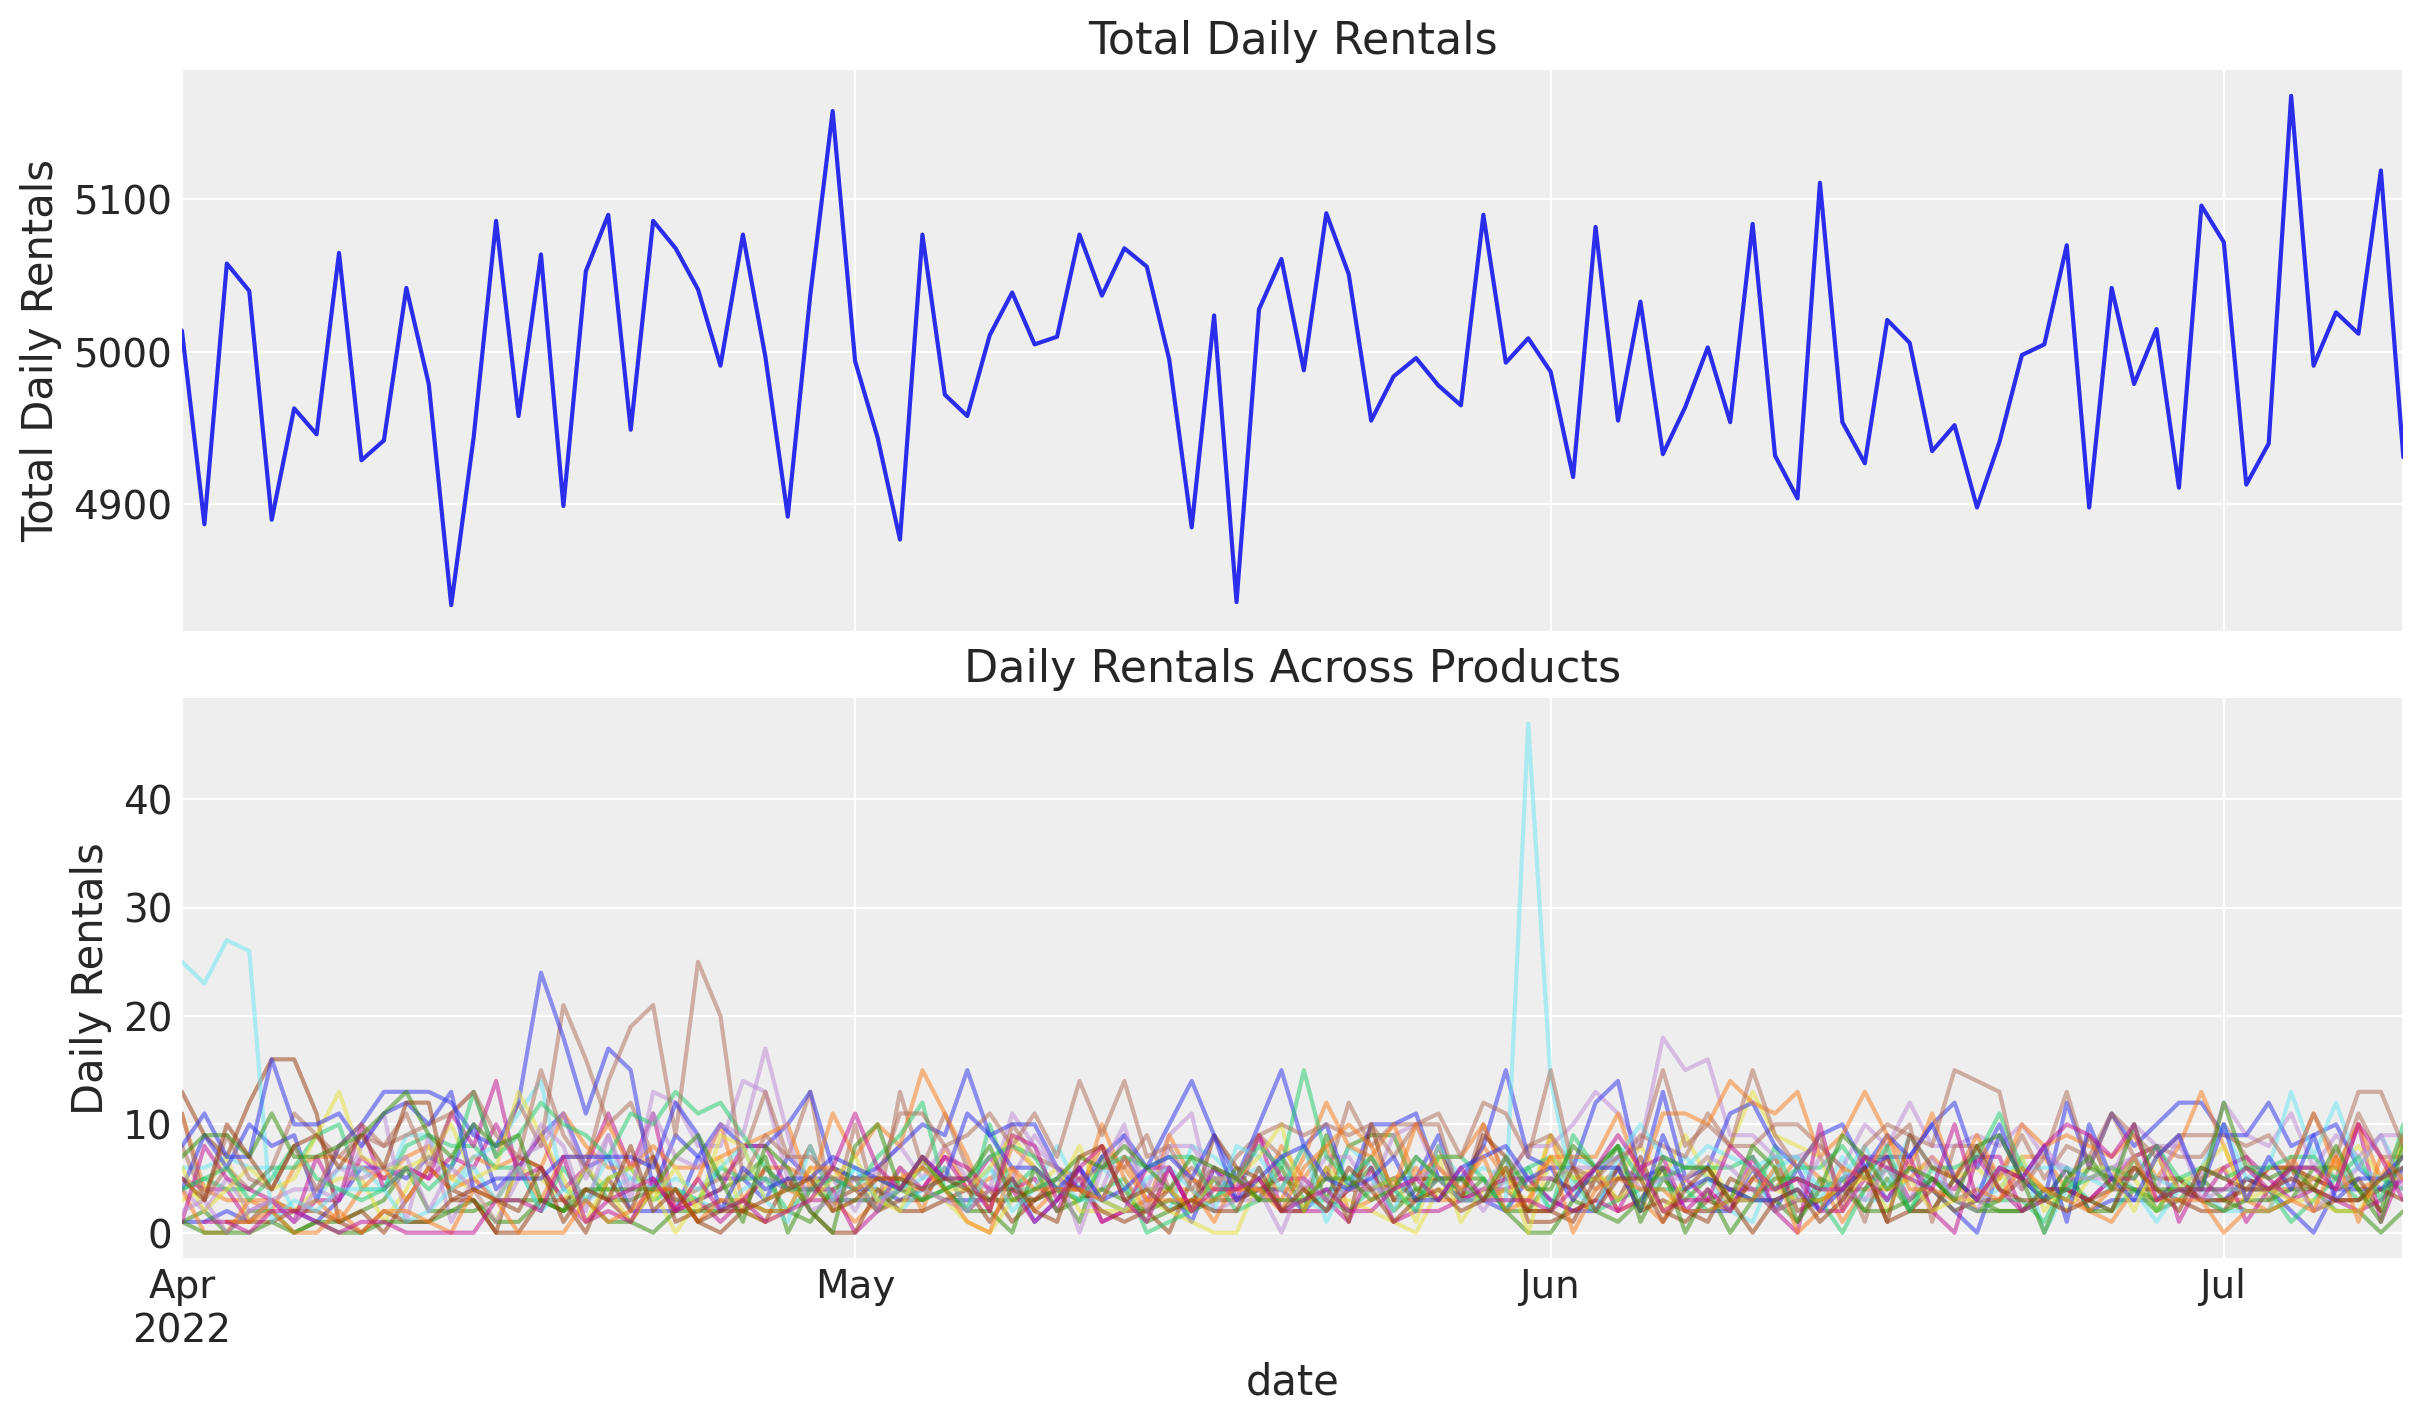 Total Daily Rentals
Total Daily Rentals
5100
5000
4900
Daily Rentals Across Products
Daily Rentals
40
30
20
10
0
Apr
2022
May
Jun
Jul
date